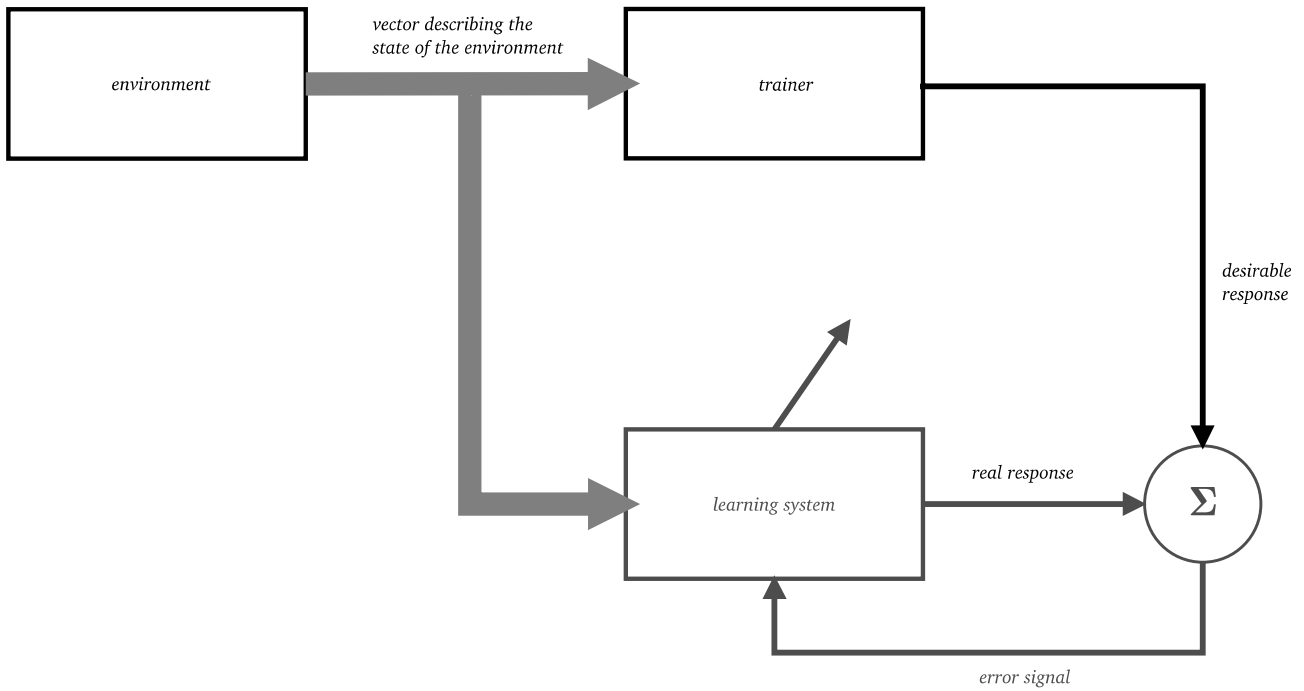 vector describing the
state of the environment
environment
trainer
desirable
response
real response
learning system
Σ
error signal